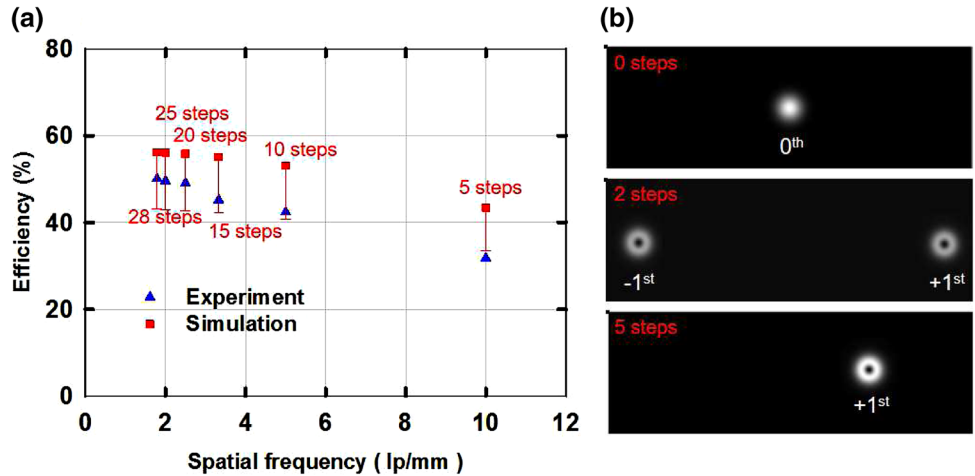 (a)
80
60
40
20
0
0 2 4 6 8 10 12
Efficiency (%)
Spatial frequency ( lp/mm )
25 steps
20 steps
10 steps
5 steps
28 steps
15 steps
Experiment
Simulation
(b)
0 steps
0th
2 steps
-1st +1st
5 steps
+1st